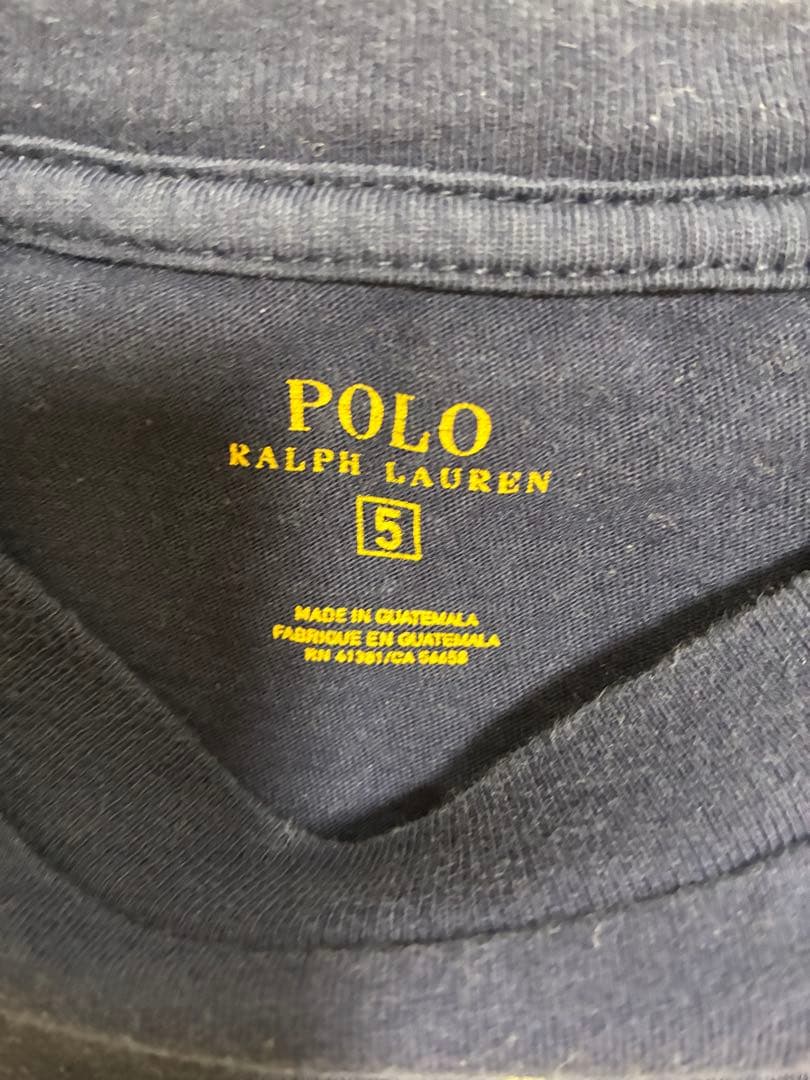 POLO
RALPH LAUREN
5
MADE IN GUATEMALA
FABRIQUE EN GUATEMALA
RN 41381/CA 56658